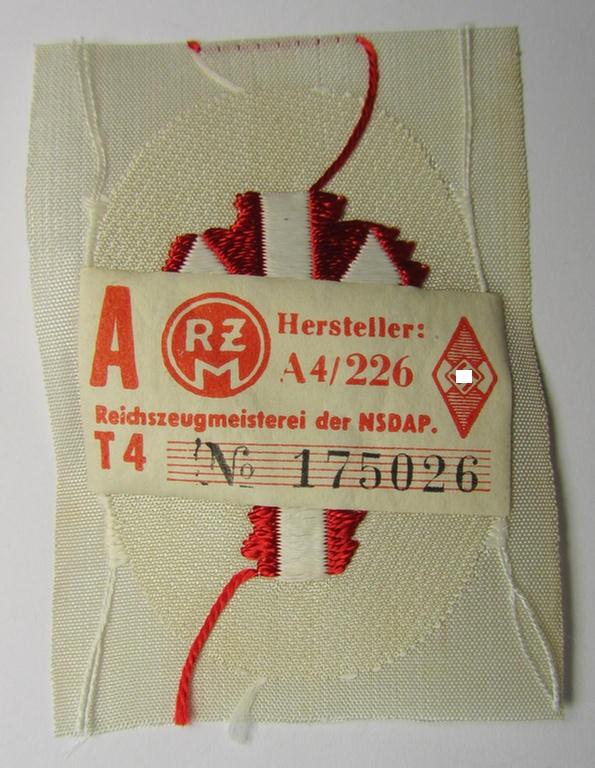 A
RZM
Hersteller:
A4/226
Reichszeugmeisterei der NSDAP.
T4
№ 175026